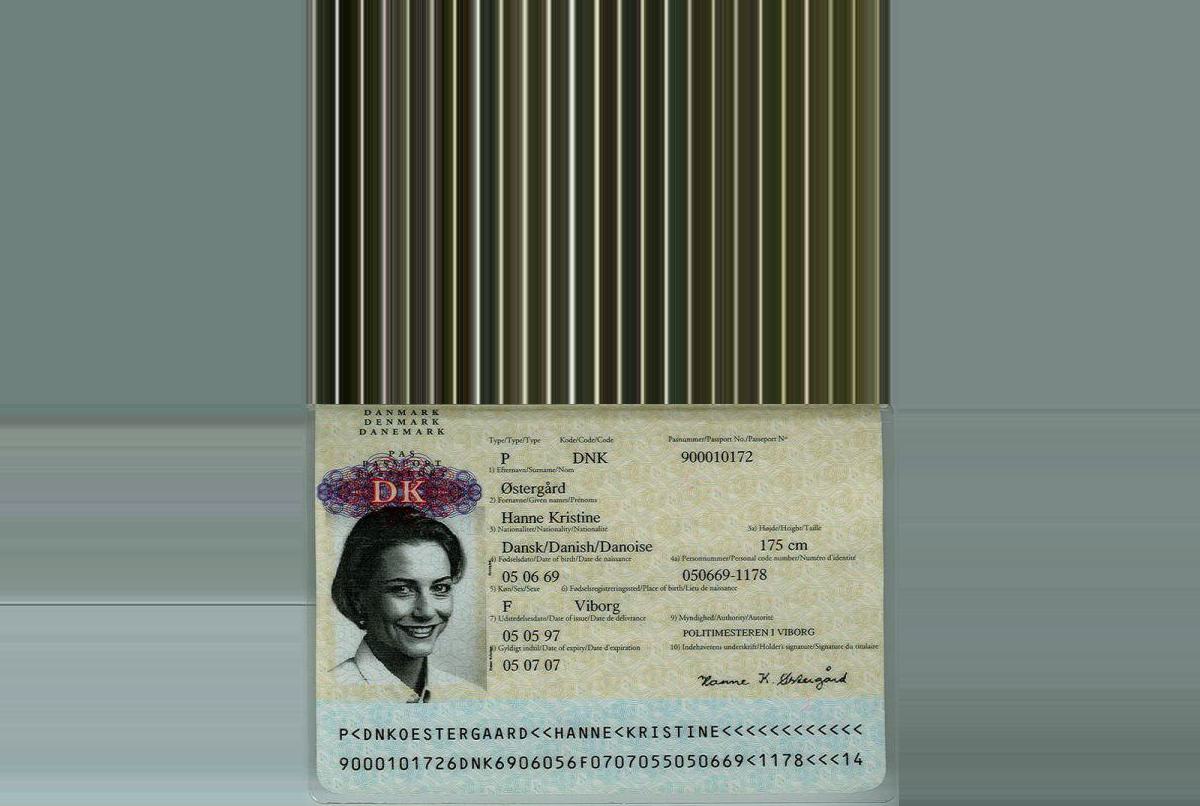 DANMARK
DENMARK
DANEMARK
PAS
PASSPORT
DK
Type/Type/Type Kode/Code/Code Pasnummer/Passport No./Passeport N°
P DNK 900010172
1) Efternavn/Surname/Nom
Østergård
2) Fornavne/Given names/Prénoms
Hanne Kristine
3) Nationalitet/Nationality/Nationalité 3a) Højde/Height/Taille
Dansk/Danish/Danoise 175 cm
4) Fødselsdato/Date of birth/Date de naissance 4a) Personnummer/Personal code number/Numéro d'identité
05 06 69 050669-1178
5) Køn/Sex/Sexe 6) Fødselsregistreringssted/Place of birth/Lieu de naissance
F Viborg
7) Udstedelsesdato/Date of issue/Date de délivrance 9) Myndighed/Authority/Autorité
05 05 97 POLITIMESTEREN I VIBORG
8) Gyldigt indtil/Date of expiry/Date d'expiration 10) Indehaverens underskrift/Holder's signature/Signature du titulaire
05 07 07
Hanne K. Østergård
P<DNKOESTERGAARD<<HANNE<KRISTINE<<<<<<<<<<<<
9000101726DNK6906056F0707055050669<1178<<<14